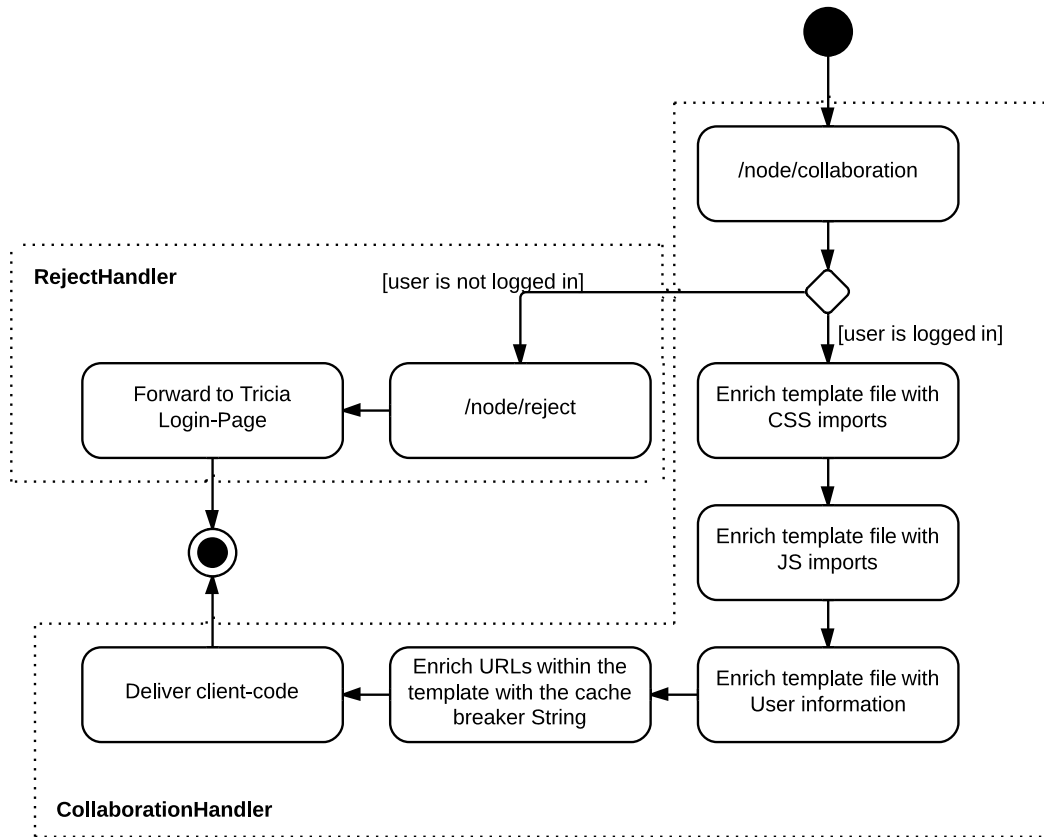 /node/collaboration
RejectHandler
[user is not logged in]
[user is logged in]
Forward to Tricia
Login-Page
/node/reject
Enrich template file with
CSS imports
Enrich template file with
JS imports
Deliver client-code
Enrich URLs within the
template with the cache
breaker String
Enrich template file with
User information
CollaborationHandler